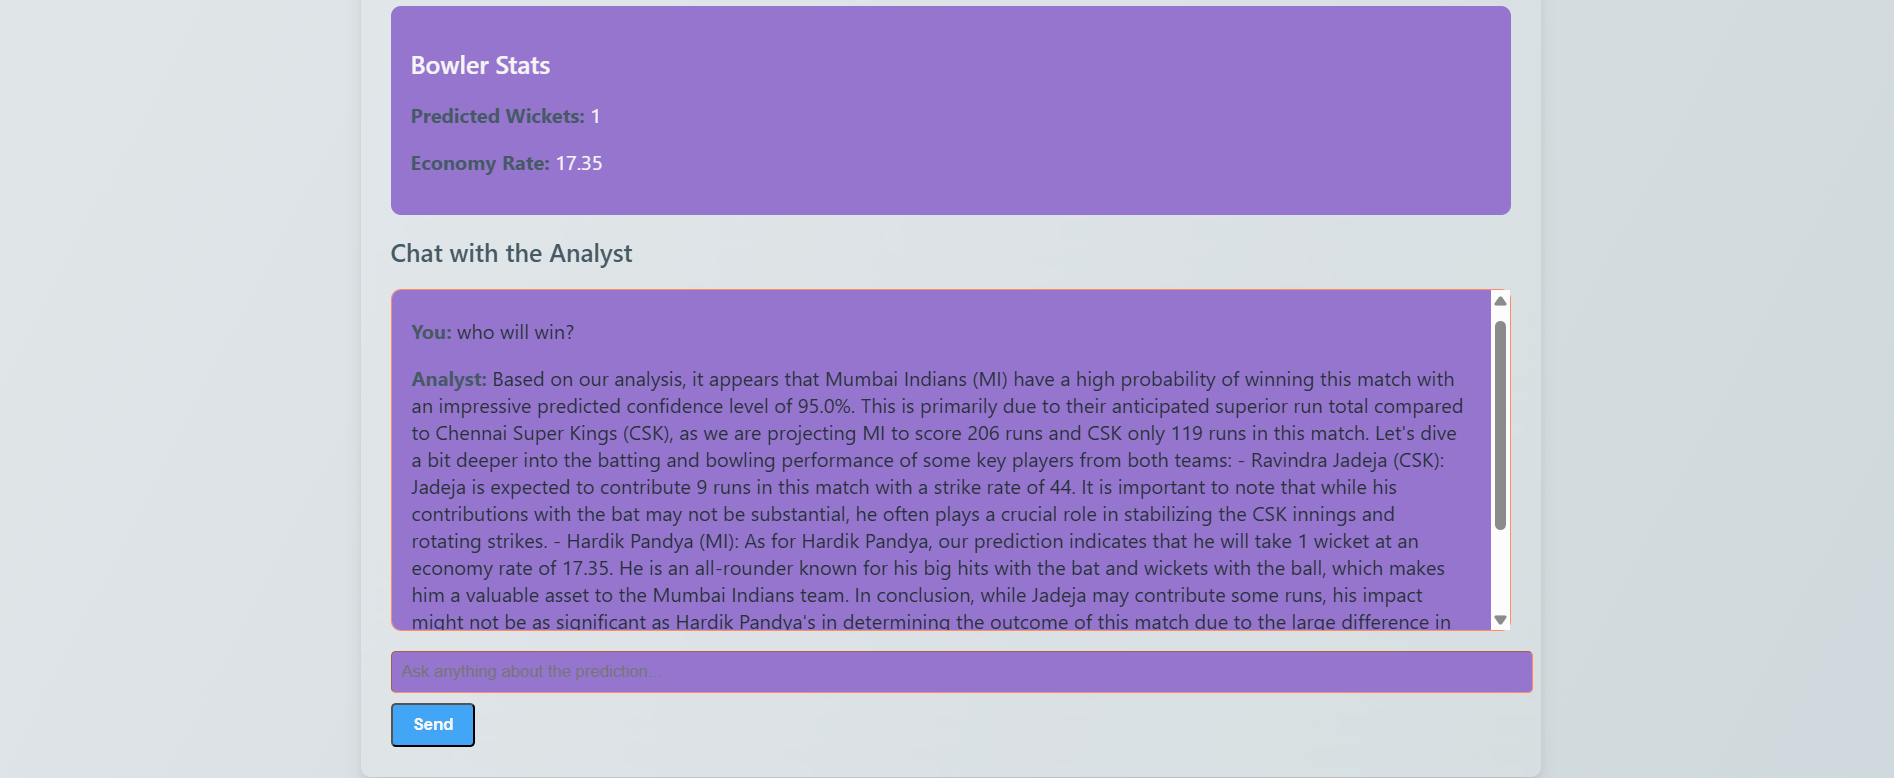 Bowler Stats
Predicted Wickets: 1
Economy Rate: 17.35
Chat with the Analyst
You: who will win?
Analyst: Based on our analysis, it appears that Mumbai Indians (MI) have a high probability of winning this match with
an impressive predicted confidence level of 95.0%. This is primarily due to their anticipated superior run total compared
to Chennai Super Kings (CSK), as we are projecting MI to score 206 runs and CSK only 119 runs in this match. Let's dive
a bit deeper into the batting and bowling performance of some key players from both teams: - Ravindra Jadeja (CSK):
Jadeja is expected to contribute 9 runs in this match with a strike rate of 44. It is important to note that while his
contributions with the bat may not be substantial, he often plays a crucial role in stabilizing the CSK innings and
rotating strikes. - Hardik Pandya (MI): As for Hardik Pandya, our prediction indicates that he will take 1 wicket at an
economy rate of 17.35. He is an all-rounder known for his big hits with the bat and wickets with the ball, which makes
him a valuable asset to the Mumbai Indians team. In conclusion, while Jadeja may contribute some runs, his impact
might not be as significant as Hardik Pandya's in determining the outcome of this match due to the large difference in
Ask anything about the prediction...
Send